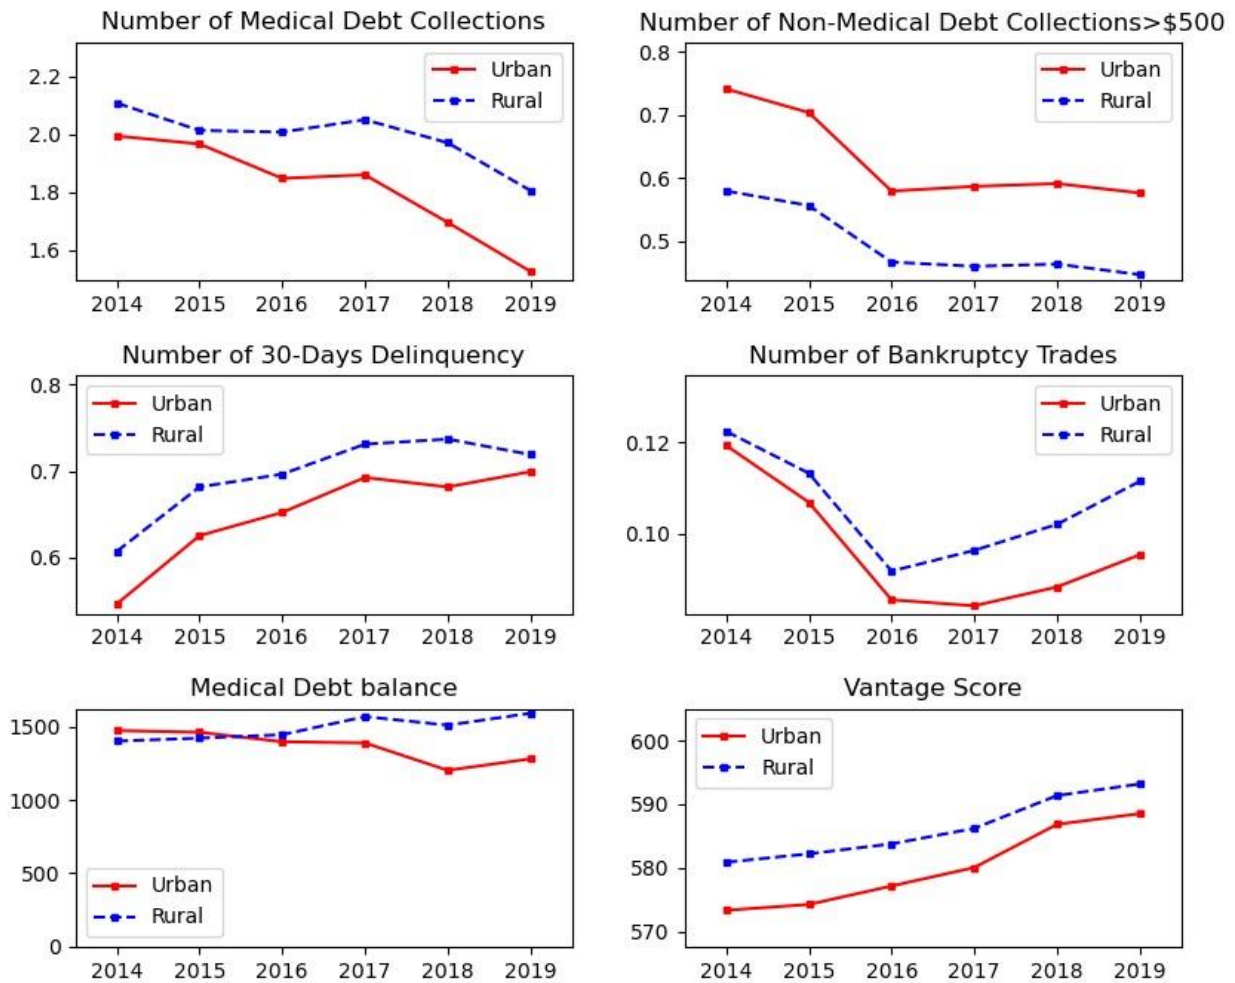 Number of Medical Debt Collections
2.2
2.0
1.8
1.6
Urban
Rural
2014 2015 2016 2017 2018 2019
Number of Non-Medical Debt Collections>$500
0.8
0.7
0.6
0.5
Urban
Rural
2014 2015 2016 2017 2018 2019
Number of 30-Days Delinquency
0.8
0.7
0.6
Urban
Rural
2014 2015 2016 2017 2018 2019
Number of Bankruptcy Trades
0.12
0.10
Urban
Rural
2014 2015 2016 2017 2018 2019
Medical Debt balance
1500
1000
500
0
Urban
Rural
2014 2015 2016 2017 2018 2019
Vantage Score
600
590
580
570
Urban
Rural
2014 2015 2016 2017 2018 2019